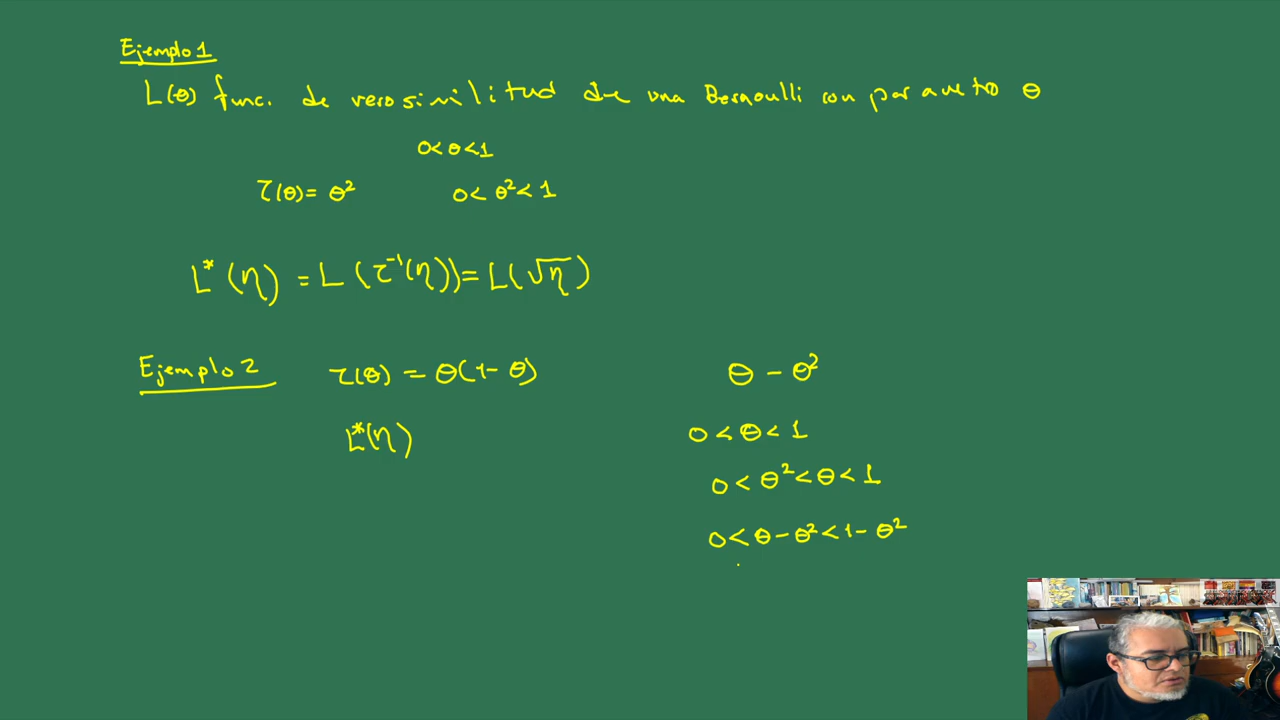 Ejemplo 1
L(θ) func. de verosimilitud de una Bernoulli con parametro θ
0<θ<1
τ(θ)= θ² 0<θ²<1
L*(η) = L(τ⁻¹(η))= L(√η)
Ejemplo 2 τ(θ) = θ(1-θ) θ - θ²
L*(η) 0<θ<1
0<θ²<θ<1
0<θ-θ²<1-θ²